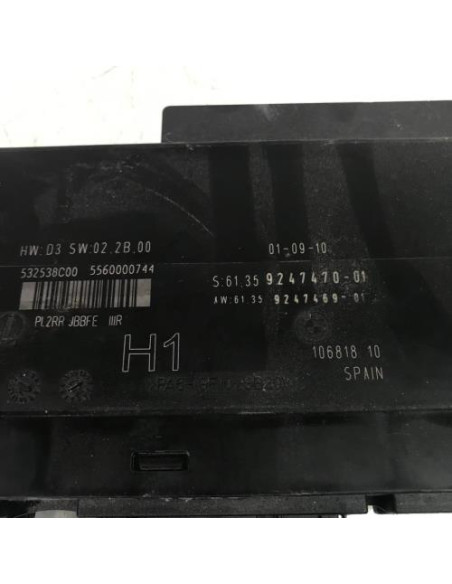 HW:D3 SW:02.2B.00
01-09-10
532538C00 5560000744
S:61.35 9247470-01
AW:61 35 9247469-01
PL2RR JBBFE IIIR
H1
106818 10
SPAIN